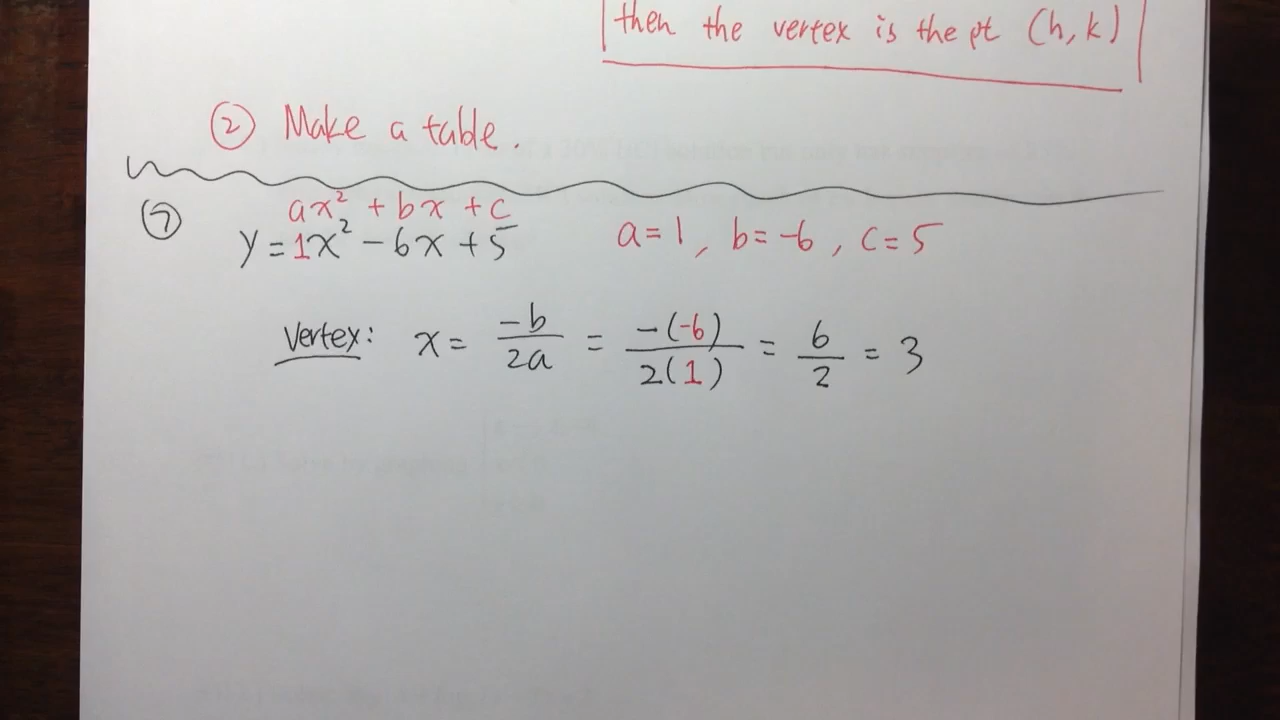 then the vertex is the pt (h, k)
② Make a table.
⑦ ax² + bx + c
y = 1x² - 6x + 5 a = 1, b = -6, c = 5
Vertex: x = -b/2a = -(-6)/2(1) = 6/2 = 3